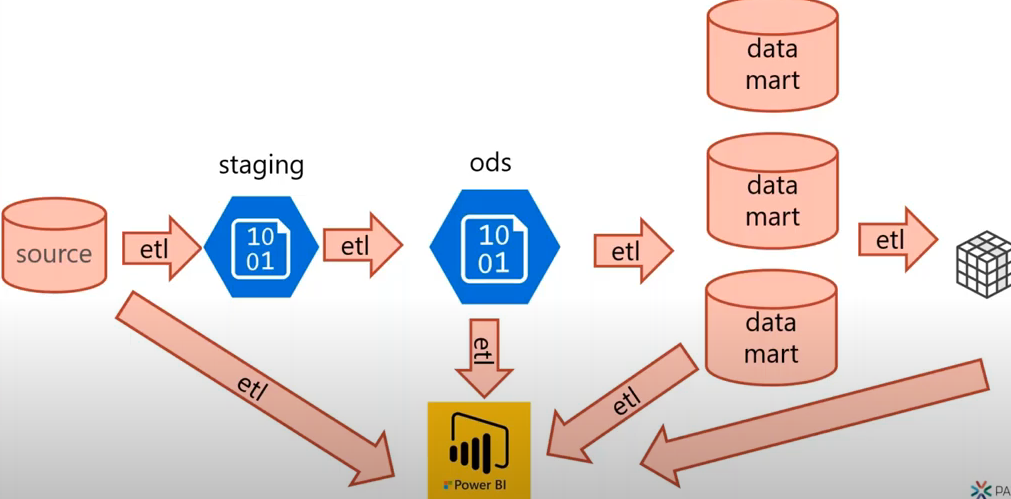 data
mart
staging
ods
data
mart
source
etl
10
01
etl
10
01
etl
etl
data
mart
etl
etl
etl
Power BI
PA